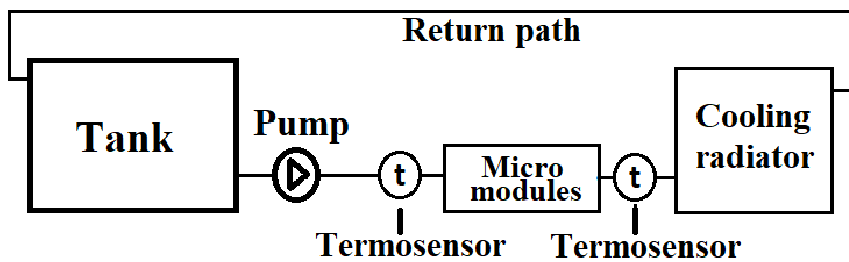 Return path
Tank
Pump
t
Micro
modules
t
Cooling
radiator
Termosensor
Termosensor